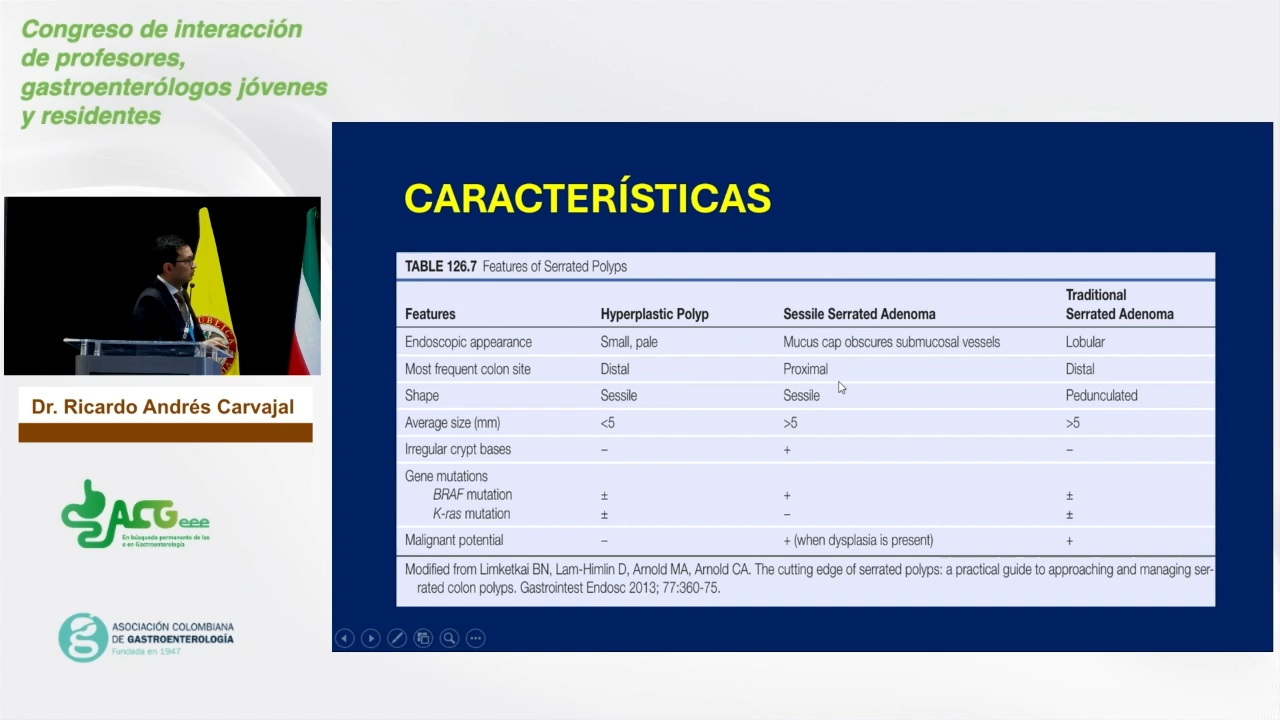 Congreso de interacción
de profesores,
gastroenterólogos jóvenes
y residentes
Dr. Ricardo Andrés Carvajal
ACGeee
En búsqueda permanente de las
e en Gastroenterología
ASOCIACIÓN COLOMBIANA
DE GASTROENTEROLOGÍA
Fundada en 1947
CARACTERÍSTICAS
TABLE 126.7 Features of Serrated Polyps
Features Hyperplastic Polyp Sessile Serrated Adenoma Traditional Serrated Adenoma
Endoscopic appearance Small, pale Mucus cap obscures submucosal vessels Lobular
Most frequent colon site Distal Proximal Distal
Shape Sessile Sessile Pedunculated
Average size (mm) <5 >5 >5
Irregular crypt bases – + –
Gene mutations
BRAF mutation ± + ±
K-ras mutation ± – ±
Malignant potential – + (when dysplasia is present) +
Modified from Limketkai BN, Lam-Himlin D, Arnold MA, Arnold CA. The cutting edge of serrated polyps: a practical guide to approaching and managing ser-
rated colon polyps. Gastrointest Endosc 2013; 77:360-75.